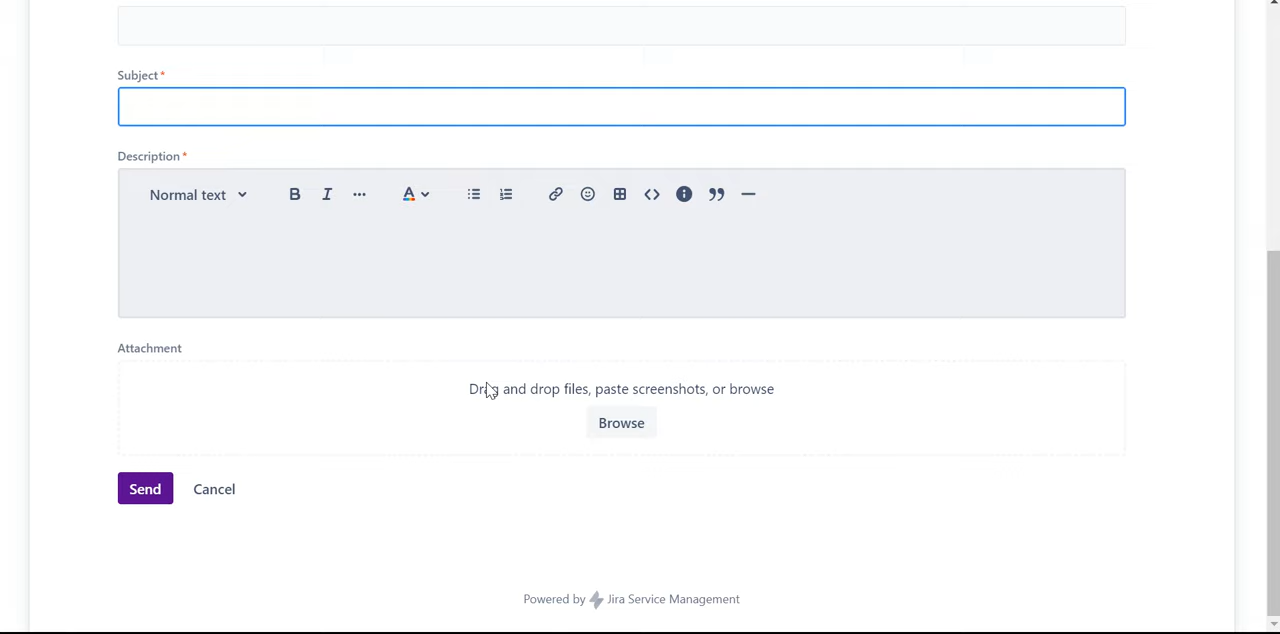 Subject *
Description *
Normal text
Attachment
Drag and drop files, paste screenshots, or browse
Browse
Send Cancel
Powered by Jira Service Management